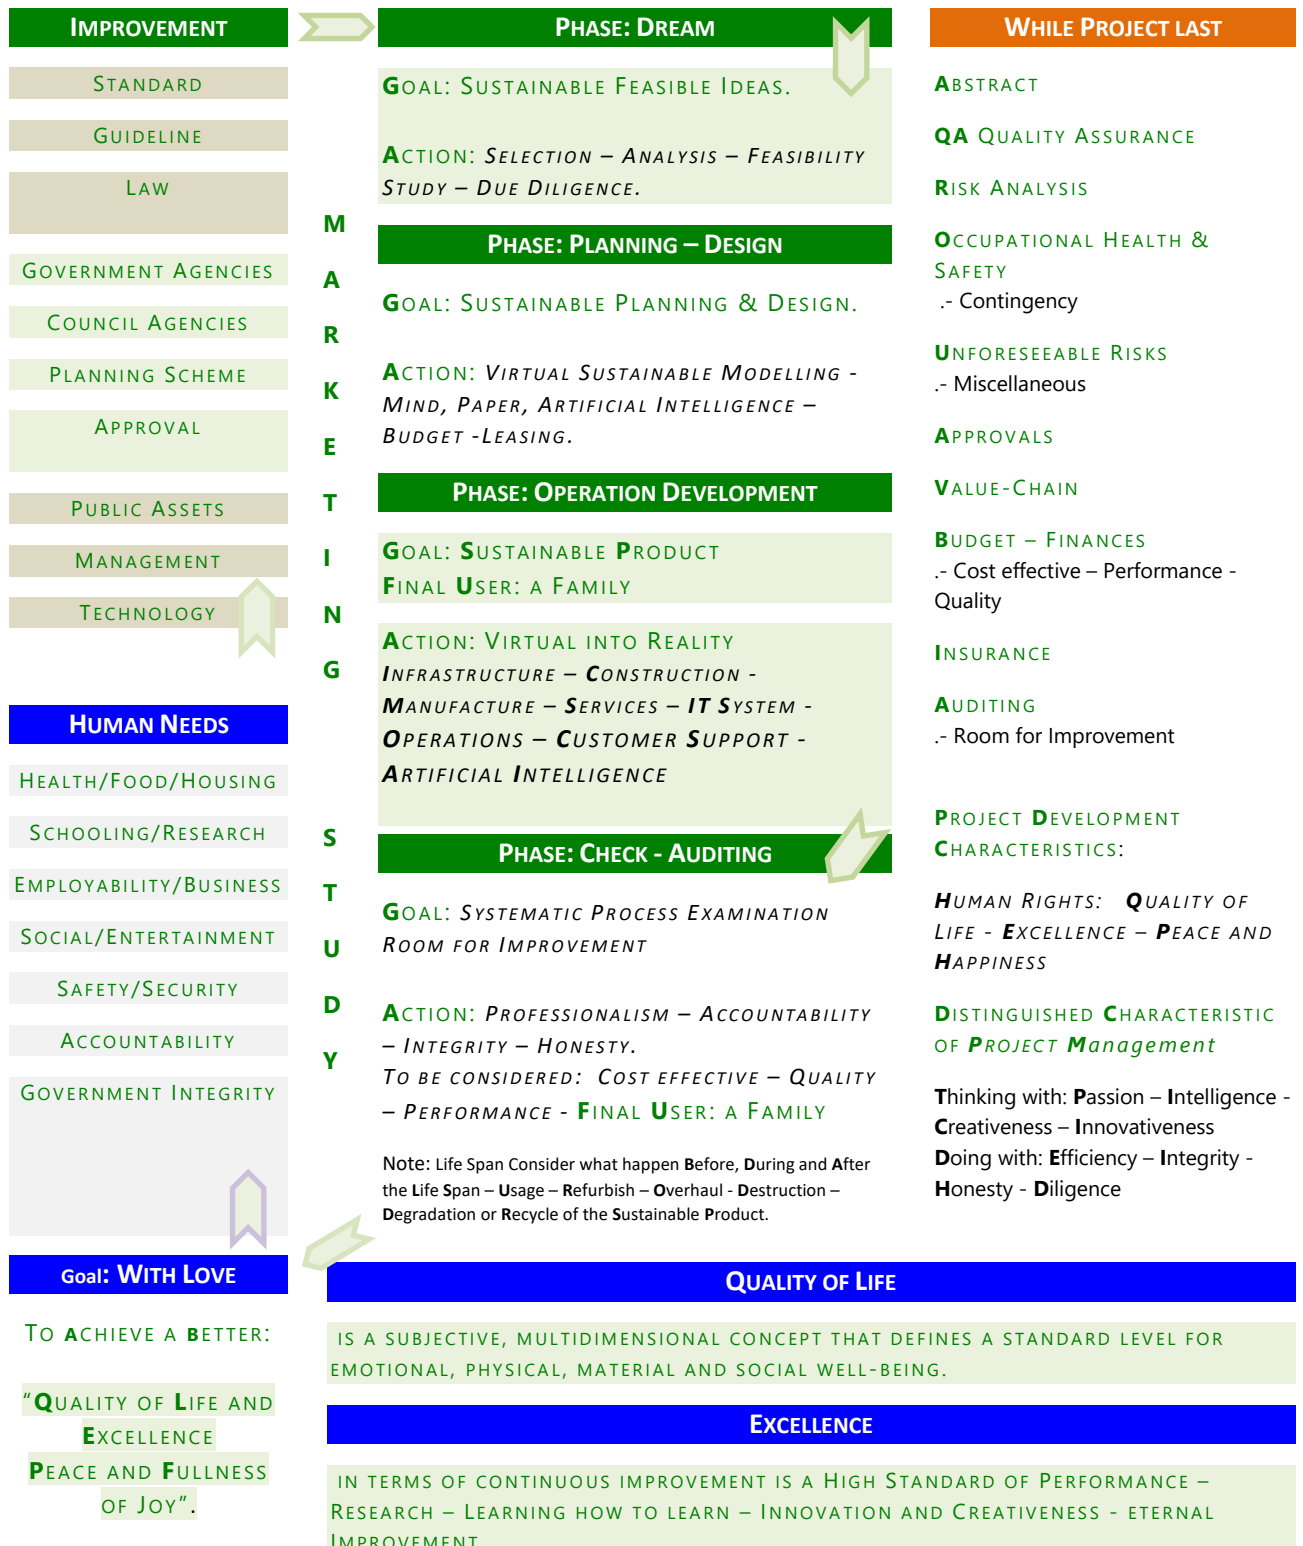 IMPROVEMENT
STANDARD
GUIDELINE
LAW
GOVERNMENT AGENCIES
COUNCIL AGENCIES
PLANNING SCHEME
APPROVAL
PUBLIC ASSETS
MANAGEMENT
TECHNOLOGY
HUMAN NEEDS
HEALTH/FOOD/HOUSING
SCHOOLING/RESEARCH
EMPLOYABILITY/BUSINESS
SOCIAL/ENTERTAINMENT
SAFETY/SECURITY
ACCOUNTABILITY
GOVERNMENT INTEGRITY
Goal: WITH LOVE
TO ACHIEVE A BETTER:
"QUALITY OF LIFE AND
EXCELLENCE
PEACE AND FULLNESS
OF JOY".
M
A
R
K
E
T
I
N
G
S
T
U
D
Y
PHASE: DREAM
GOAL: SUSTAINABLE FEASIBLE IDEAS.
ACTION: SELECTION – ANALYSIS – FEASIBILITY
STUDY – DUE DILIGENCE.
PHASE: PLANNING – DESIGN
GOAL: SUSTAINABLE PLANNING & DESIGN.
ACTION: VIRTUAL SUSTAINABLE MODELLING -
MIND, PAPER, ARTIFICIAL INTELLIGENCE –
BUDGET -LEASING.
PHASE: OPERATION DEVELOPMENT
GOAL: SUSTAINABLE PRODUCT
FINAL USER: A FAMILY
ACTION: VIRTUAL INTO REALITY
INFRASTRUCTURE – CONSTRUCTION -
MANUFACTURE – SERVICES – IT SYSTEM -
OPERATIONS – CUSTOMER SUPPORT -
ARTIFICIAL INTELLIGENCE
PHASE: CHECK - AUDITING
GOAL: SYSTEMATIC PROCESS EXAMINATION
ROOM FOR IMPROVEMENT
ACTION: PROFESSIONALISM – ACCOUNTABILITY
– INTEGRITY – HONESTY.
TO BE CONSIDERED: COST EFFECTIVE – QUALITY
– PERFORMANCE - FINAL USER: A FAMILY
Note: Life Span Consider what happen Before, During and After
the Life Span – Usage – Refurbish – Overhaul - Destruction –
Degradation or Recycle of the Sustainable Product.
WHILE PROJECT LAST
ABSTRACT
QA QUALITY ASSURANCE
RISK ANALYSIS
OCCUPATIONAL HEALTH &
SAFETY
.- Contingency
UNFORESEEABLE RISKS
.- Miscellaneous
APPROVALS
VALUE-CHAIN
BUDGET – FINANCES
.- Cost effective – Performance -
Quality
INSURANCE
AUDITING
.- Room for Improvement
PROJECT DEVELOPMENT
CHARACTERISTICS:
HUMAN RIGHTS: QUALITY OF
LIFE - EXCELLENCE – PEACE AND
HAPPINESS
DISTINGUISHED CHARACTERISTIC
OF PROJECT Management
Thinking with: Passion – Intelligence -
Creativeness – Innovativeness
Doing with: Efficiency – Integrity -
Honesty - Diligence
QUALITY OF LIFE
IS A SUBJECTIVE, MULTIDIMENSIONAL CONCEPT THAT DEFINES A STANDARD LEVEL FOR
EMOTIONAL, PHYSICAL, MATERIAL AND SOCIAL WELL-BEING.
EXCELLENCE
IN TERMS OF CONTINUOUS IMPROVEMENT IS A HIGH STANDARD OF PERFORMANCE –
RESEARCH – LEARNING HOW TO LEARN – INNOVATION AND CREATIVENESS - ETERNAL
IMPROVEMENT